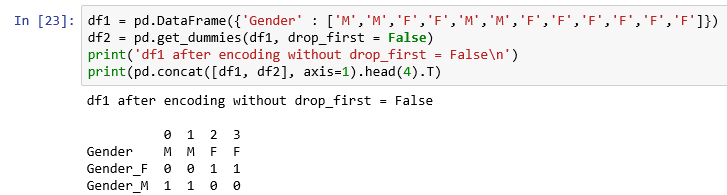 In [23]: df1 = pd.DataFrame({'Gender' : ['M','M','F','F','M','M','F','F','F','F','F','F']})
df2 = pd.get_dummies(df1, drop_first = False)
print('df1 after encoding without drop_first = False\n')
print(pd.concat([df1, df2], axis=1).head(4).T)
df1 after encoding without drop_first = False
0 1 2 3
Gender M M F F
Gender_F 0 0 1 1
Gender_M 1 1 0 0